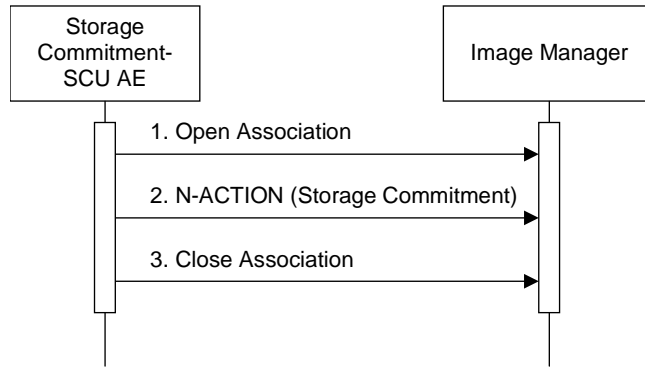 Storage
Commitment-
SCU AE
Image Manager
1. Open Association
2. N-ACTION (Storage Commitment)
3. Close Association